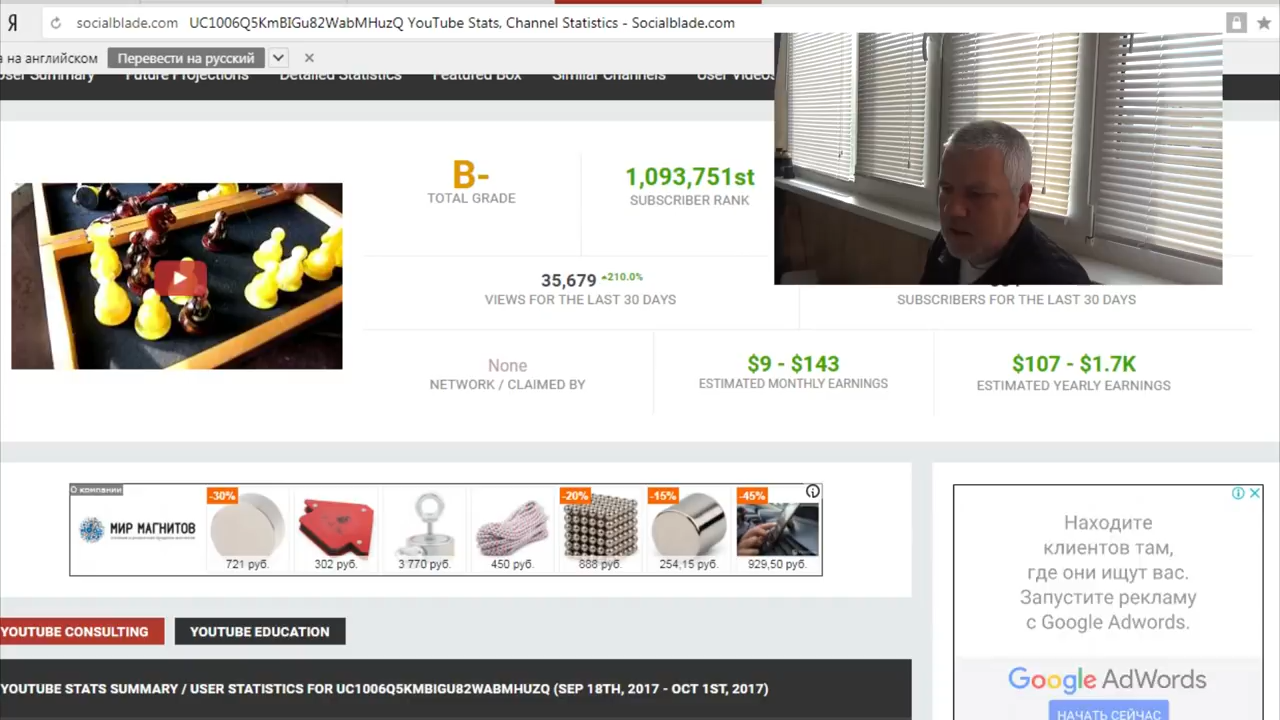 Я
socialblade.com UC1006Q5KmBIGu82WabMHuzQ YouTube Stats, Channel Statistics - Socialblade.com
а на английском Перевести на русский
User Summary Future Projections Detailed Statistics Featured Box Similar Channels User Videos
B-
TOTAL GRADE
1,093,751st
SUBSCRIBER RANK
35,679 210.0%
VIEWS FOR THE LAST 30 DAYS
SUBSCRIBERS FOR THE LAST 30 DAYS
None
NETWORK / CLAIMED BY
$9 - $143
ESTIMATED MONTHLY EARNINGS
$107 - $1.7K
ESTIMATED YEARLY EARNINGS
О компании
МИР МАГНИТОВ
-30% -20% -15% -45%
721 руб. 302 руб. 3 770 руб. 450 руб. 888 руб. 254,15 руб. 929,50 руб.
Находите
клиентов там,
где они ищут вас.
Запустите рекламу
с Google Adwords.
Google AdWords
НАЧАТЬ СЕЙЧАС
YOUTUBE CONSULTING YOUTUBE EDUCATION
YOUTUBE STATS SUMMARY / USER STATISTICS FOR UC1006Q5KMBIGU82WABMHUZQ (SEP 18TH, 2017 - OCT 1ST, 2017)